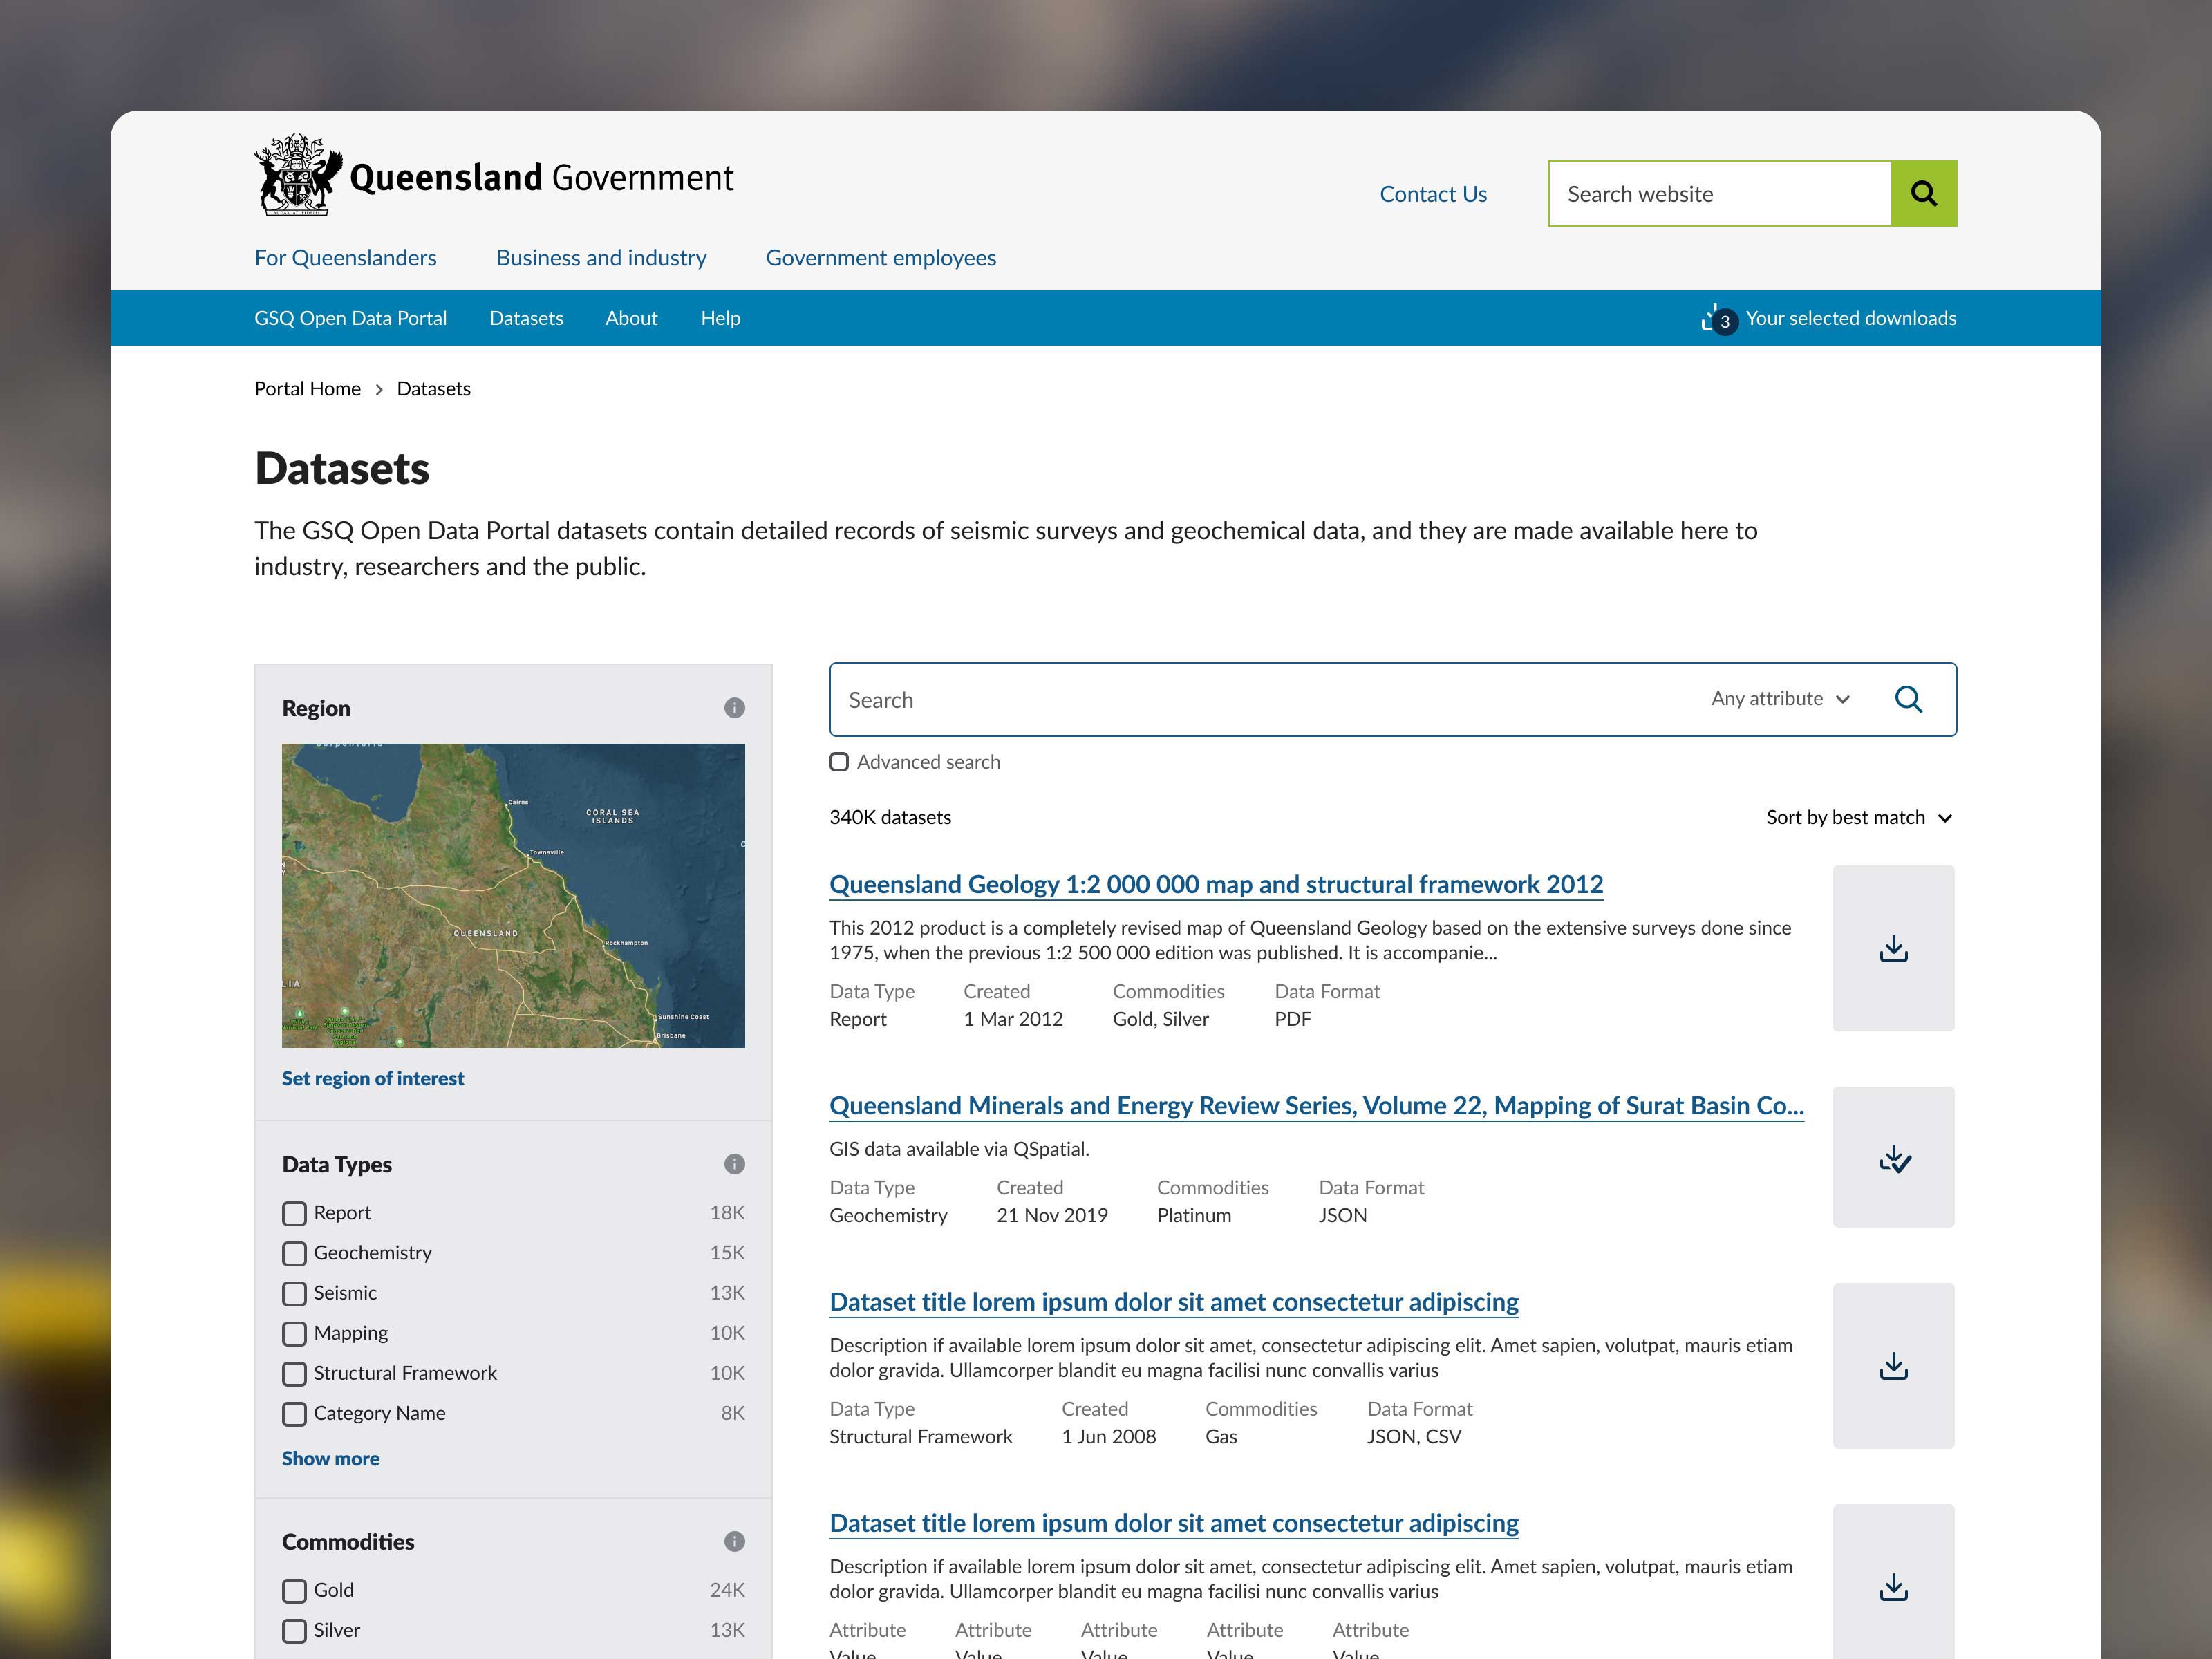 Queensland Government
Contact Us
Search website
For Queenslanders
Business and industry
Government employees
GSQ Open Data Portal
Datasets
About
Help
3
Your selected downloads
Portal Home
Datasets
Datasets
The GSQ Open Data Portal datasets contain detailed records of seismic surveys and geochemical data, and they are made available here to
industry, researchers and the public.
Region
Cairns
CORAL SEA
ISLANDS
Townsville
QUEENSLAND
Rockhampton
LIA
Sunshine Coast
Brisbane
Set region of interest
Data Types
Report 18K
Geochemistry 15K
Seismic 13K
Mapping 10K
Structural Framework 10K
Category Name 8K
Show more
Commodities
Gold 24K
Silver 13K
Search
Any attribute
Advanced search
340K datasets
Sort by best match
Queensland Geology 1:2 000 000 map and structural framework 2012
This 2012 product is a completely revised map of Queensland Geology based on the extensive surveys done since
1975, when the previous 1:2 500 000 edition was published. It is accompanie...
Data Type Created Commodities Data Format
Report 1 Mar 2012 Gold, Silver PDF
Queensland Minerals and Energy Review Series, Volume 22, Mapping of Surat Basin Co...
GIS data available via QSpatial.
Data Type Created Commodities Data Format
Geochemistry 21 Nov 2019 Platinum JSON
Dataset title lorem ipsum dolor sit amet consectetur adipiscing
Description if available lorem ipsum dolor sit amet, consectetur adipiscing elit. Amet sapien, volutpat, mauris etiam
dolor gravida. Ullamcorper blandit eu magna facilisi nunc convallis varius
Data Type Created Commodities Data Format
Structural Framework 1 Jun 2008 Gas JSON, CSV
Dataset title lorem ipsum dolor sit amet consectetur adipiscing
Description if available lorem ipsum dolor sit amet, consectetur adipiscing elit. Amet sapien, volutpat, mauris etiam
dolor gravida. Ullamcorper blandit eu magna facilisi nunc convallis varius
Attribute Attribute Attribute Attribute Attribute
Value Value Value Value Value